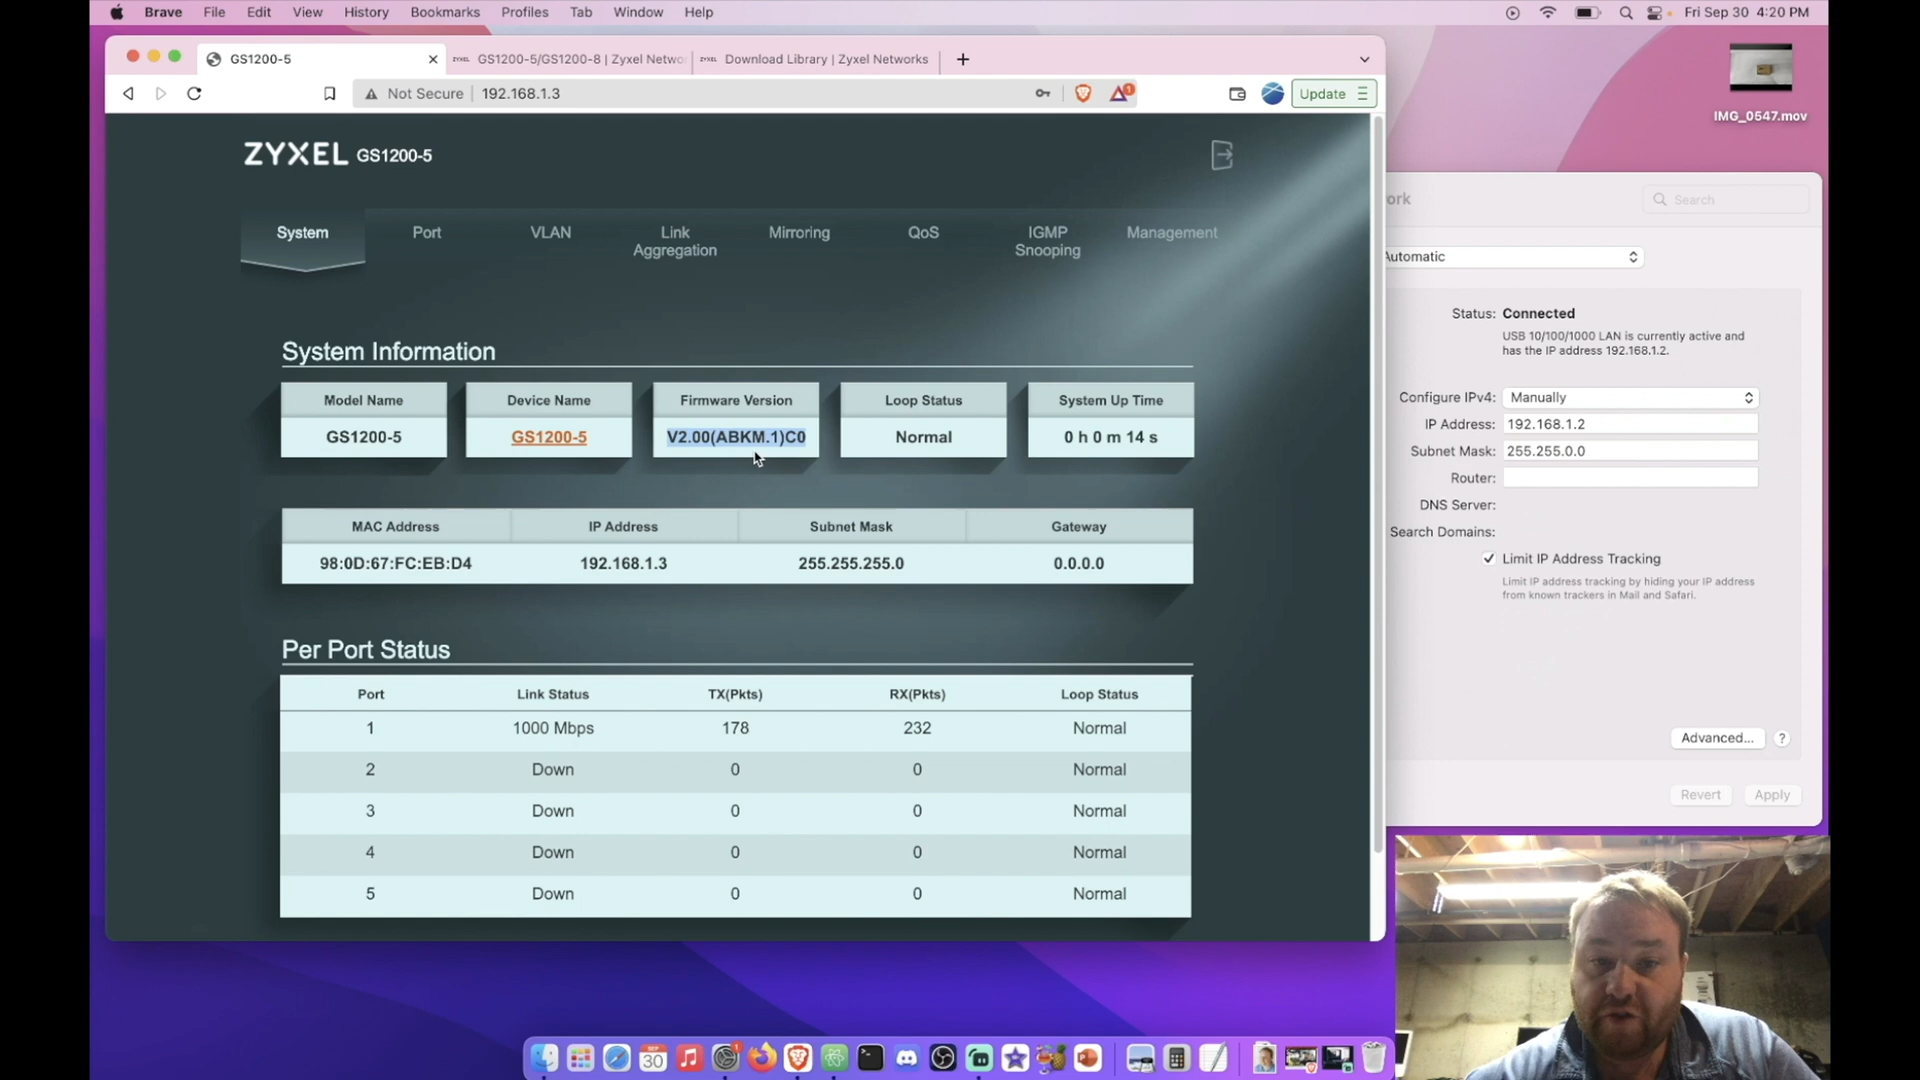 Brave File Edit View History Bookmarks Profiles Tab Window Help
Fri Sep 30 4:20 PM
GS1200-5
ZYXEL GS1200-5/GS1200-8 | Zyxel Netwo
ZYXEL Download Library | Zyxel Networks
Not Secure 192.168.1.3
1
Update
IMG_0547.mov
ZYXEL GS1200-5
System
Port
VLAN
Link
Aggregation
Mirroring
QoS
IGMP
Snooping
Management
System Information
Model Name Device Name Firmware Version Loop Status System Up Time
GS1200-5 GS1200-5 V2.00(ABKM.1)C0 Normal 0 h 0 m 14 s
MAC Address IP Address Subnet Mask Gateway
98:0D:67:FC:EB:D4 192.168.1.3 255.255.255.0 0.0.0.0
Per Port Status
Port Link Status TX(Pkts) RX(Pkts) Loop Status
1 1000 Mbps 178 232 Normal
2 Down 0 0 Normal
3 Down 0 0 Normal
4 Down 0 0 Normal
5 Down 0 0 Normal
ork
Search
Automatic
Status: Connected
USB 10/100/1000 LAN is currently active and
has the IP address 192.168.1.2.
Configure IPv4: Manually
IP Address: 192.168.1.2
Subnet Mask: 255.255.0.0
Router:
DNS Server:
Search Domains:
Limit IP Address Tracking
Limit IP address tracking by hiding your IP address
from known trackers in Mail and Safari.
Advanced... ?
Revert Apply
SEP
30
1